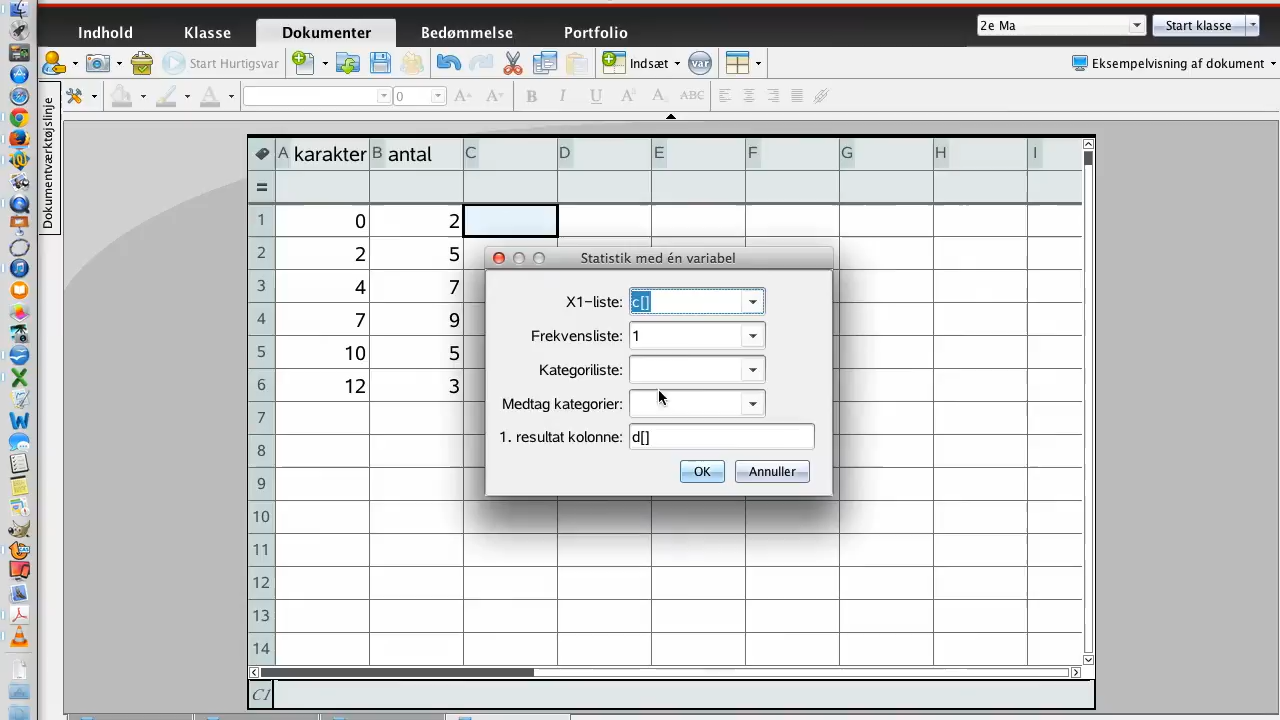 Indhold Klasse Dokumenter Bedømmelse Portfolio 2e Ma Start klasse
Start Hurtigsvar Indsæt var Eksempelvisning af dokument
0 A A B I U A A ABC
Dokumentværktøjslinje
A karakter B antal C D E F G H I
=
1 0 2
2 2 5
3 4 7
4 7 9
5 10 5
6 12 3
7
8
9
10
11
12
13
14
C1
Statistik med én variabel
X1-liste: c[]
Frekvensliste: 1
Kategoriliste:
Medtag kategorier:
1. resultat kolonne: d[]
OK Annuller